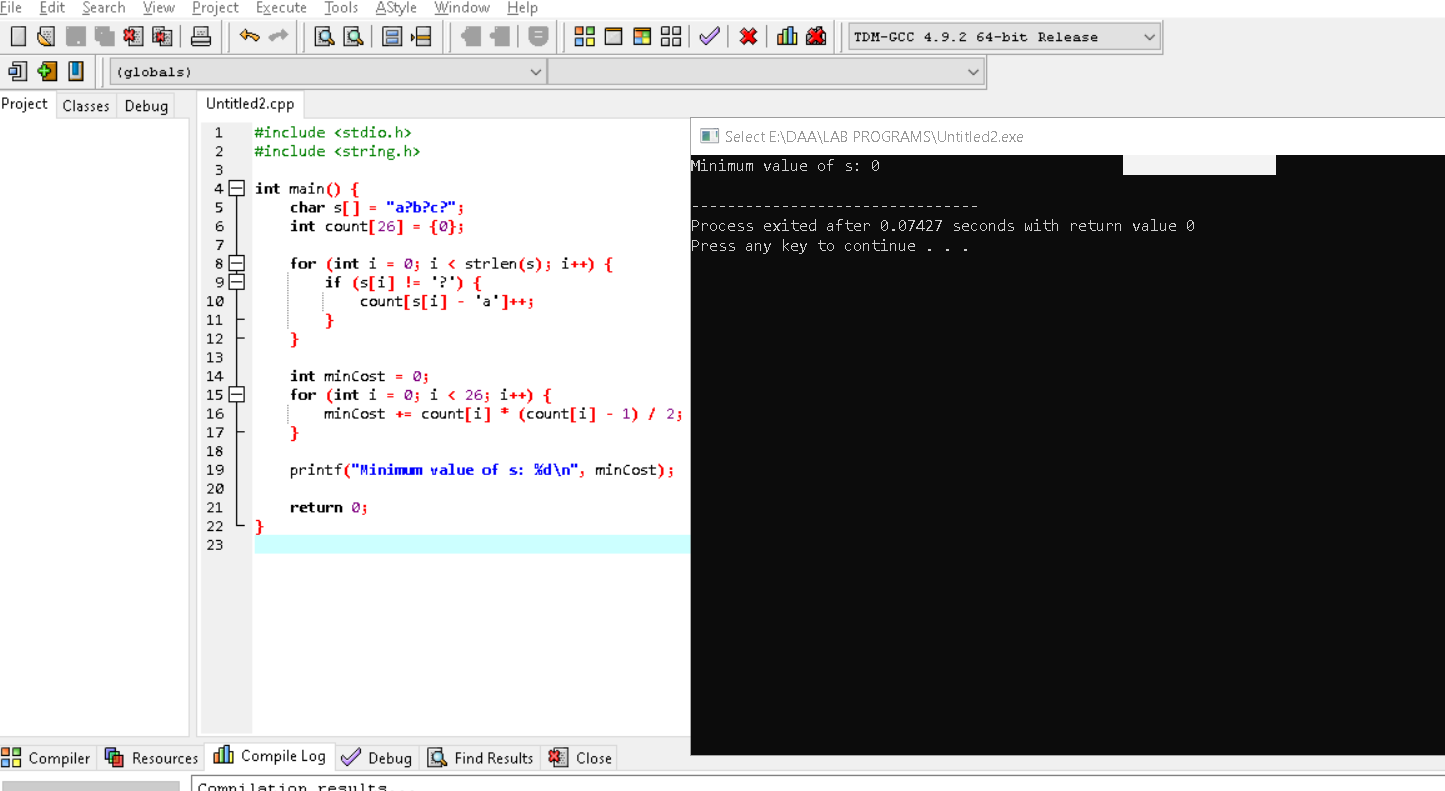 File Edit Search View Project Execute Tools AStyle Window Help
TDM-GCC 4.9.2 64-bit Release
(globals)
Project Classes Debug
Untitled2.cpp
1 #include <stdio.h>
2 #include <string.h>
3
4 int main() {
5 char s[] = "a?b?c?";
6 int count[26] = {0};
7
8 for (int i = 0; i < strlen(s); i++) {
9 if (s[i] != '?') {
10 count[s[i] - 'a']++;
11 }
12 }
13
14 int minCost = 0;
15 for (int i = 0; i < 26; i++) {
16 minCost += count[i] * (count[i] - 1) / 2;
17 }
18
19 printf("Minimum value of s: %d\n", minCost);
20
21 return 0;
22 }
23
Select E:\DAA\LAB PROGRAMS\Untitled2.exe
Minimum value of s: 0
--------------------------------
Process exited after 0.07427 seconds with return value 0
Press any key to continue . . .
Compiler Resources Compile Log Debug Find Results Close
Compilation results...